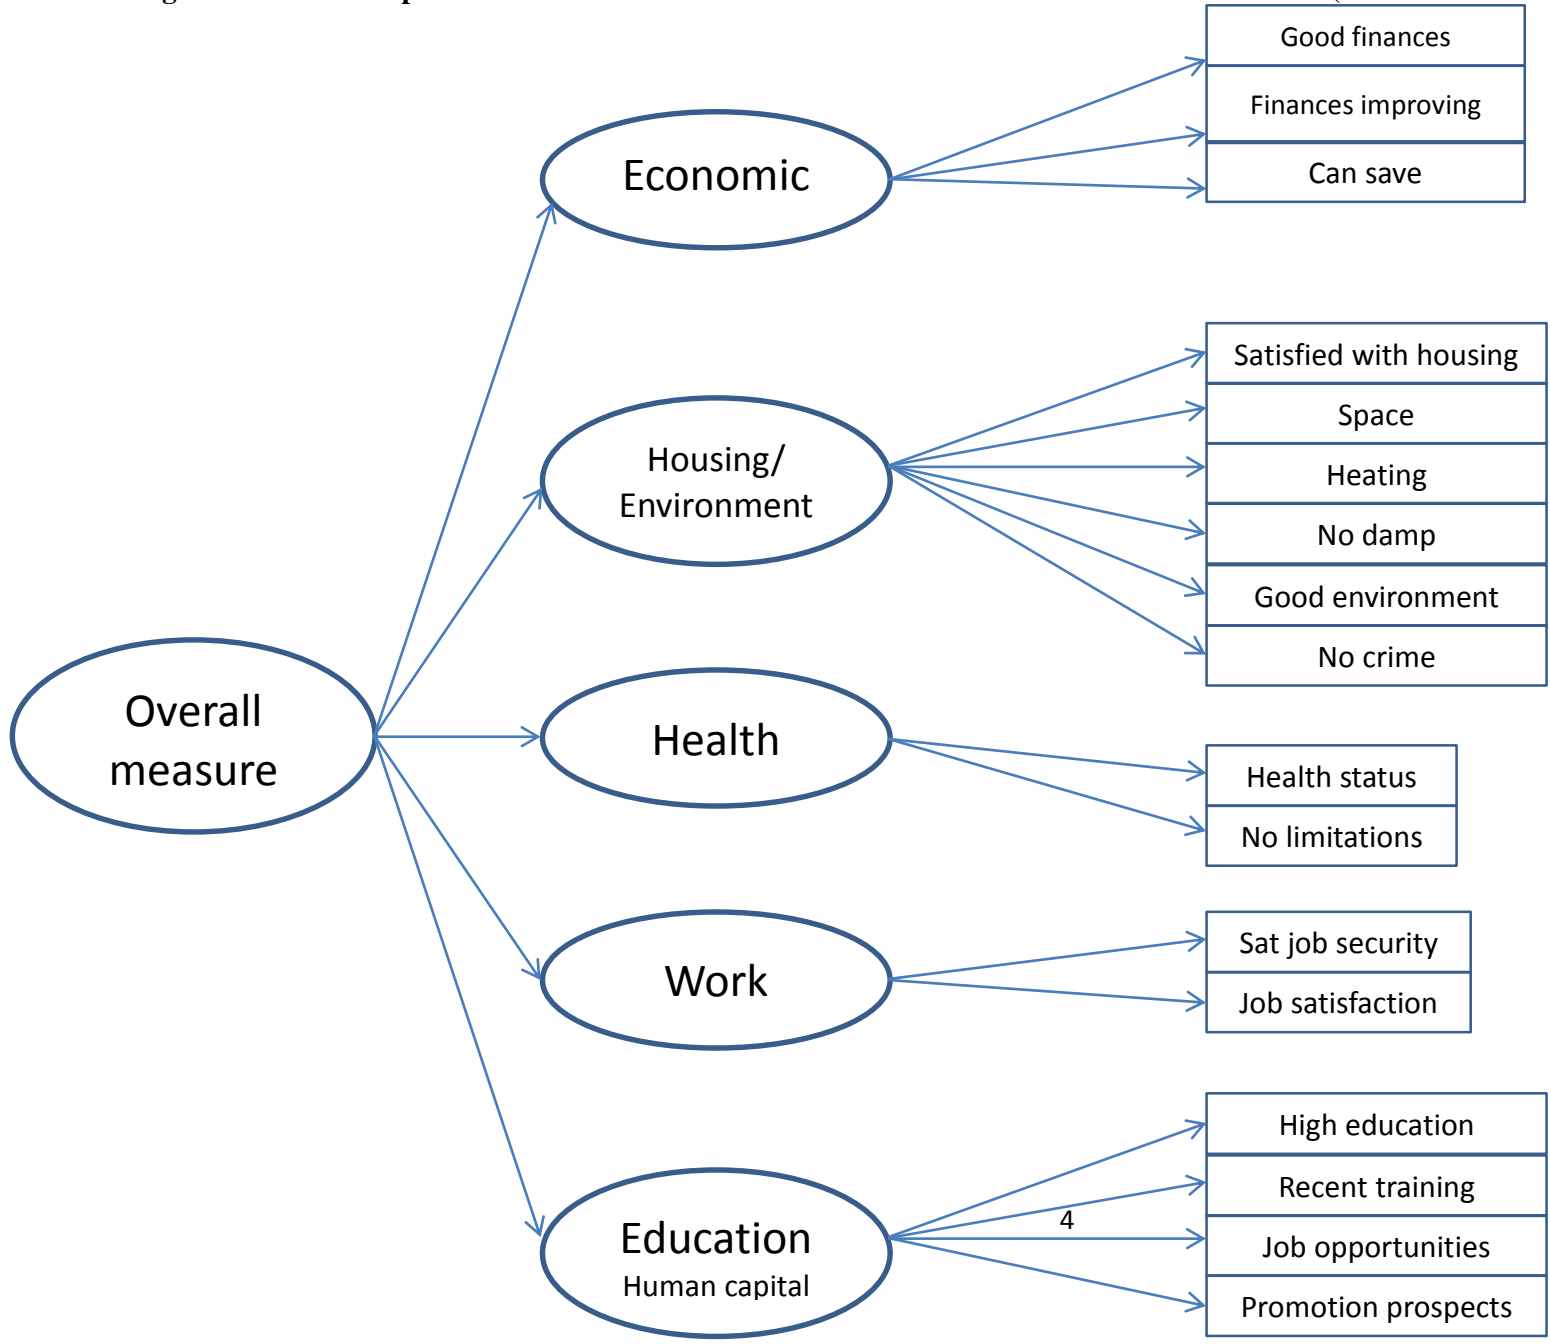 Good finances
Finances improving
Economic
Can save
Satisfied with housing
Space
Housing/
Environment
Heating
No damp
Good environment
No crime
Overall
measure
Health
Health status
No limitations
Work
Sat job security
Job satisfaction
High education
Recent training
4
Education
Human capital
Job opportunities
Promotion prospects